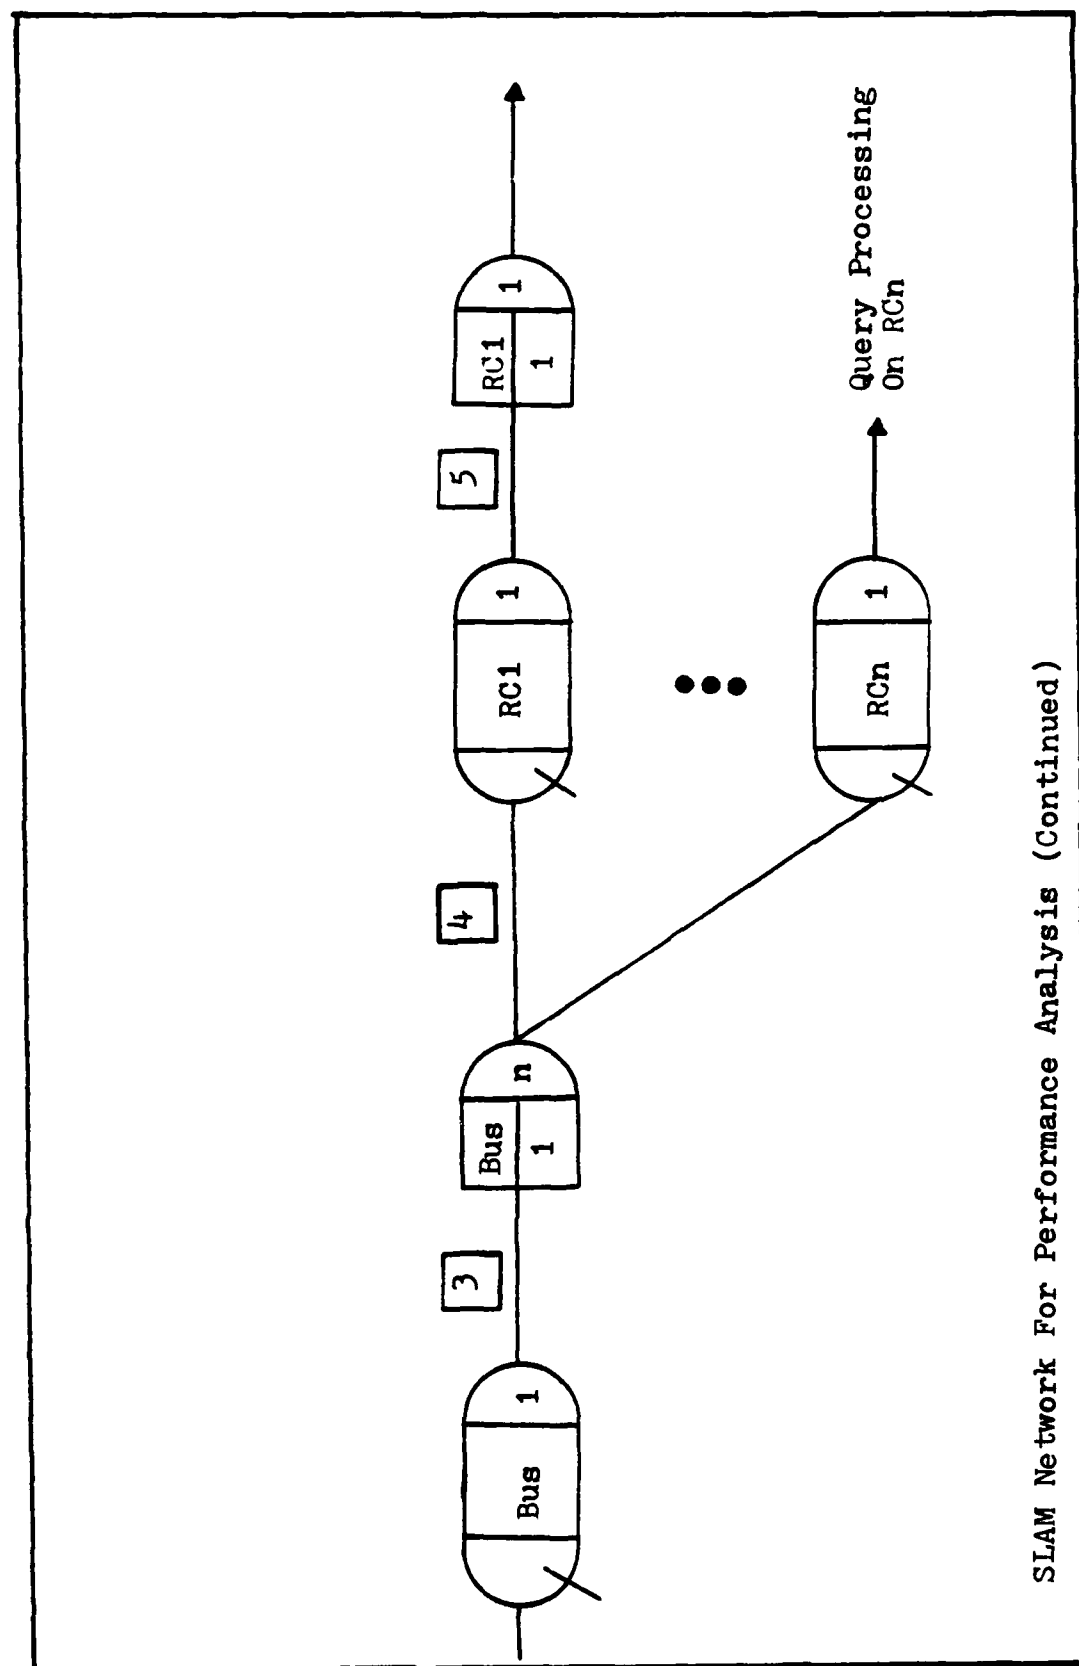 Bus
1
3
Bus
1
n
4
RC1
1
5
RC1
1
1
RCn
1
Query Processing
On RCn
SLAM Network For Performance Analysis (Continued)